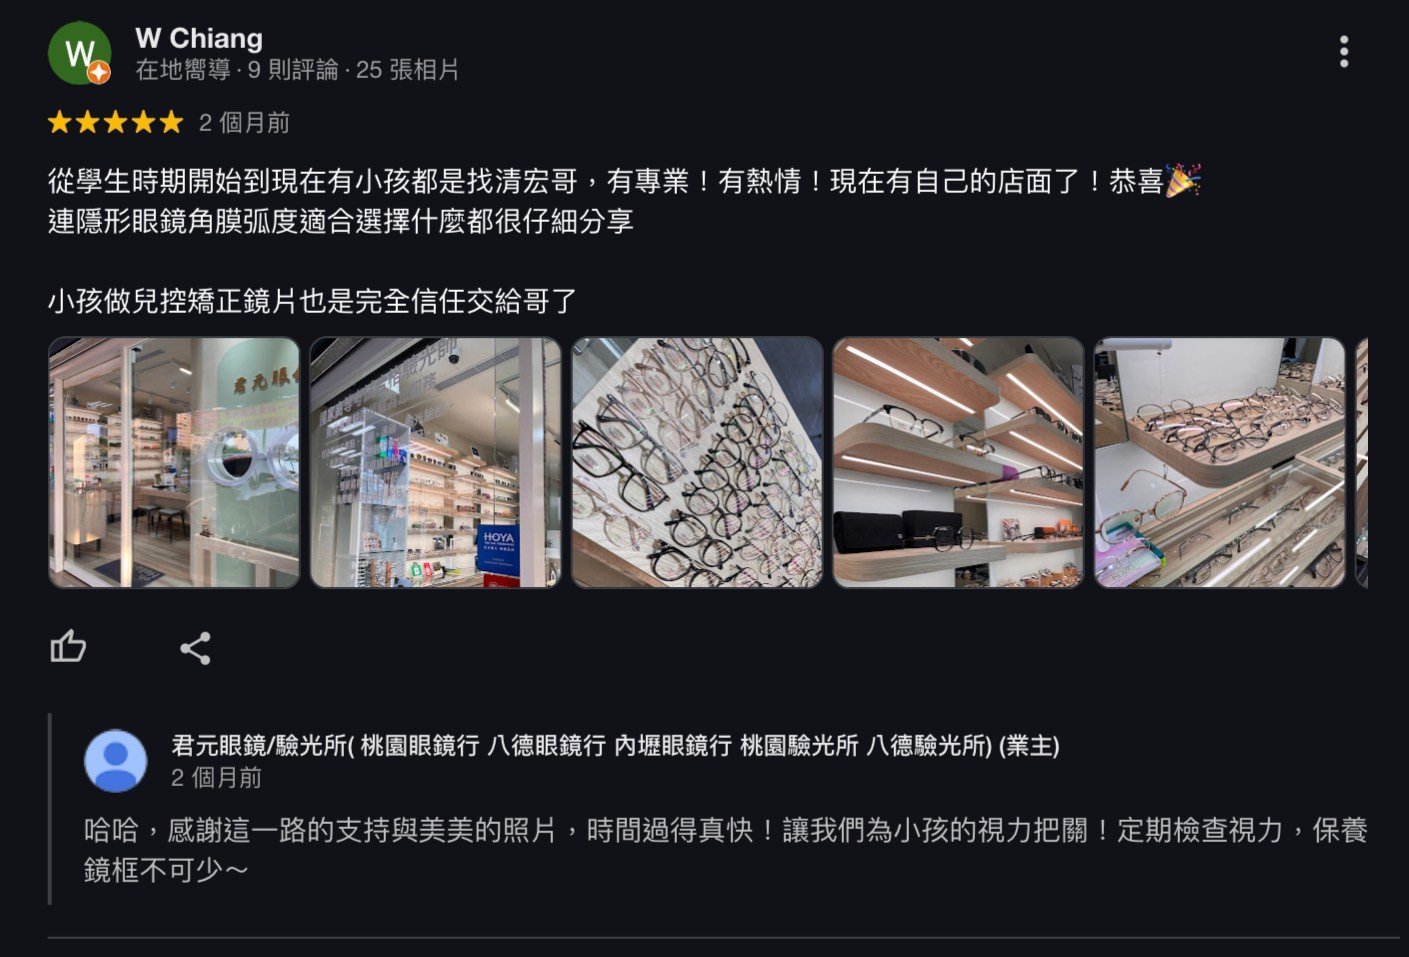 W
W Chiang
在地嚮導 · 9 則評論 · 25 張相片
2 個月前
從學生時期開始到現在有小孩都是找清宏哥，有專業！有熱情！現在有自己的店面了！恭喜🎉
連隱形眼鏡角膜弧度適合選擇什麼都很仔細分享
小孩做兒控矯正鏡片也是完全信任交給哥了
君元眼
HOYA
君元眼鏡/驗光所( 桃園眼鏡行 八德眼鏡行 內壢眼鏡行 桃園驗光所 八德驗光所) (業主)
2 個月前
哈哈，感謝這一路的支持與美美的照片，時間過得真快！讓我們為小孩的視力把關！定期檢查視力，保養
鏡框不可少～